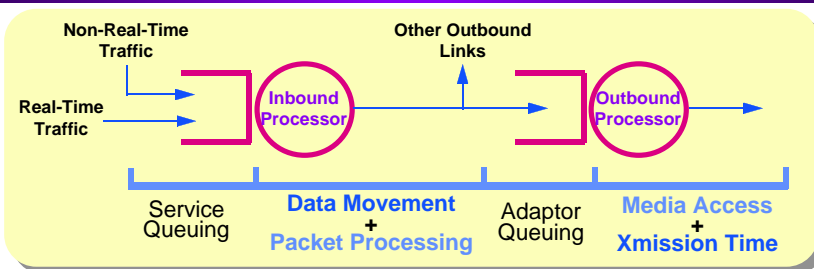 Non-Real-Time
Traffic
Other Outbound
Links
Real-Time
Traffic
Inbound
Processor
Outbound
Processor
Service
Queuing
Data Movement
+
Packet Processing
Adaptor
Queuing
Media Access
+
Xmission Time